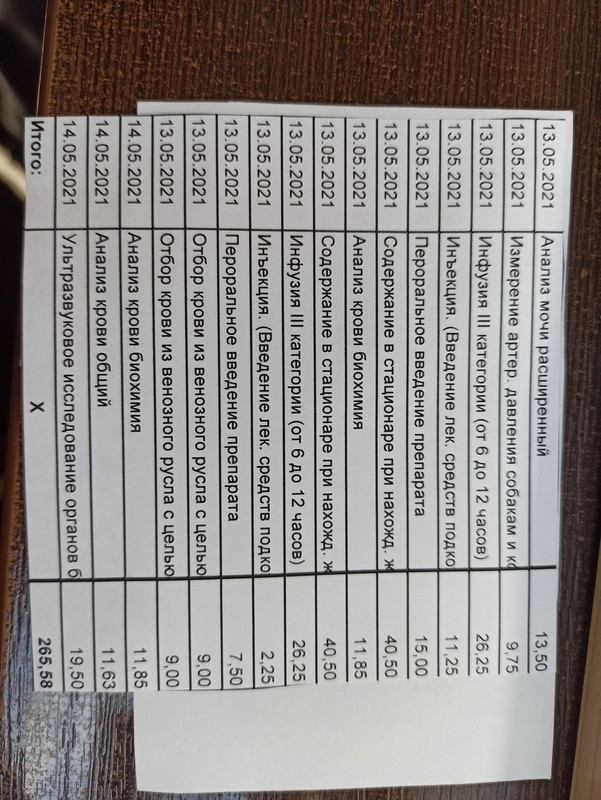 13.05.2021 Анализ мочи расширенный 13,50
13.05.2021 Измерение артер. давления собакам и ко 9,75
13.05.2021 Инфузия III категории (от 6 до 12 часов) 26,25
13.05.2021 Инъекция. (Введение лек. средств подко 11,25
13.05.2021 Пероральное введение препарата 15,00
13.05.2021 Содержание в стационаре при нахожд. ж 40,50
13.05.2021 Анализ крови биохимия 11,85
13.05.2021 Содержание в стационаре при нахожд. ж 40,50
13.05.2021 Инфузия III категории (от 6 до 12 часов) 26,25
13.05.2021 Инъекция. (Введение лек. средств подко 2,25
13.05.2021 Пероральное введение препарата 7,50
13.05.2021 Отбор крови из венозного русла с целью 9,00
13.05.2021 Отбор крови из венозного русла с целью 9,00
14.05.2021 Анализ крови биохимия 11,85
14.05.2021 Анализ крови общий 11,63
14.05.2021 Ультразвуковое исследование органов б 19,50
Итого: X 265,58